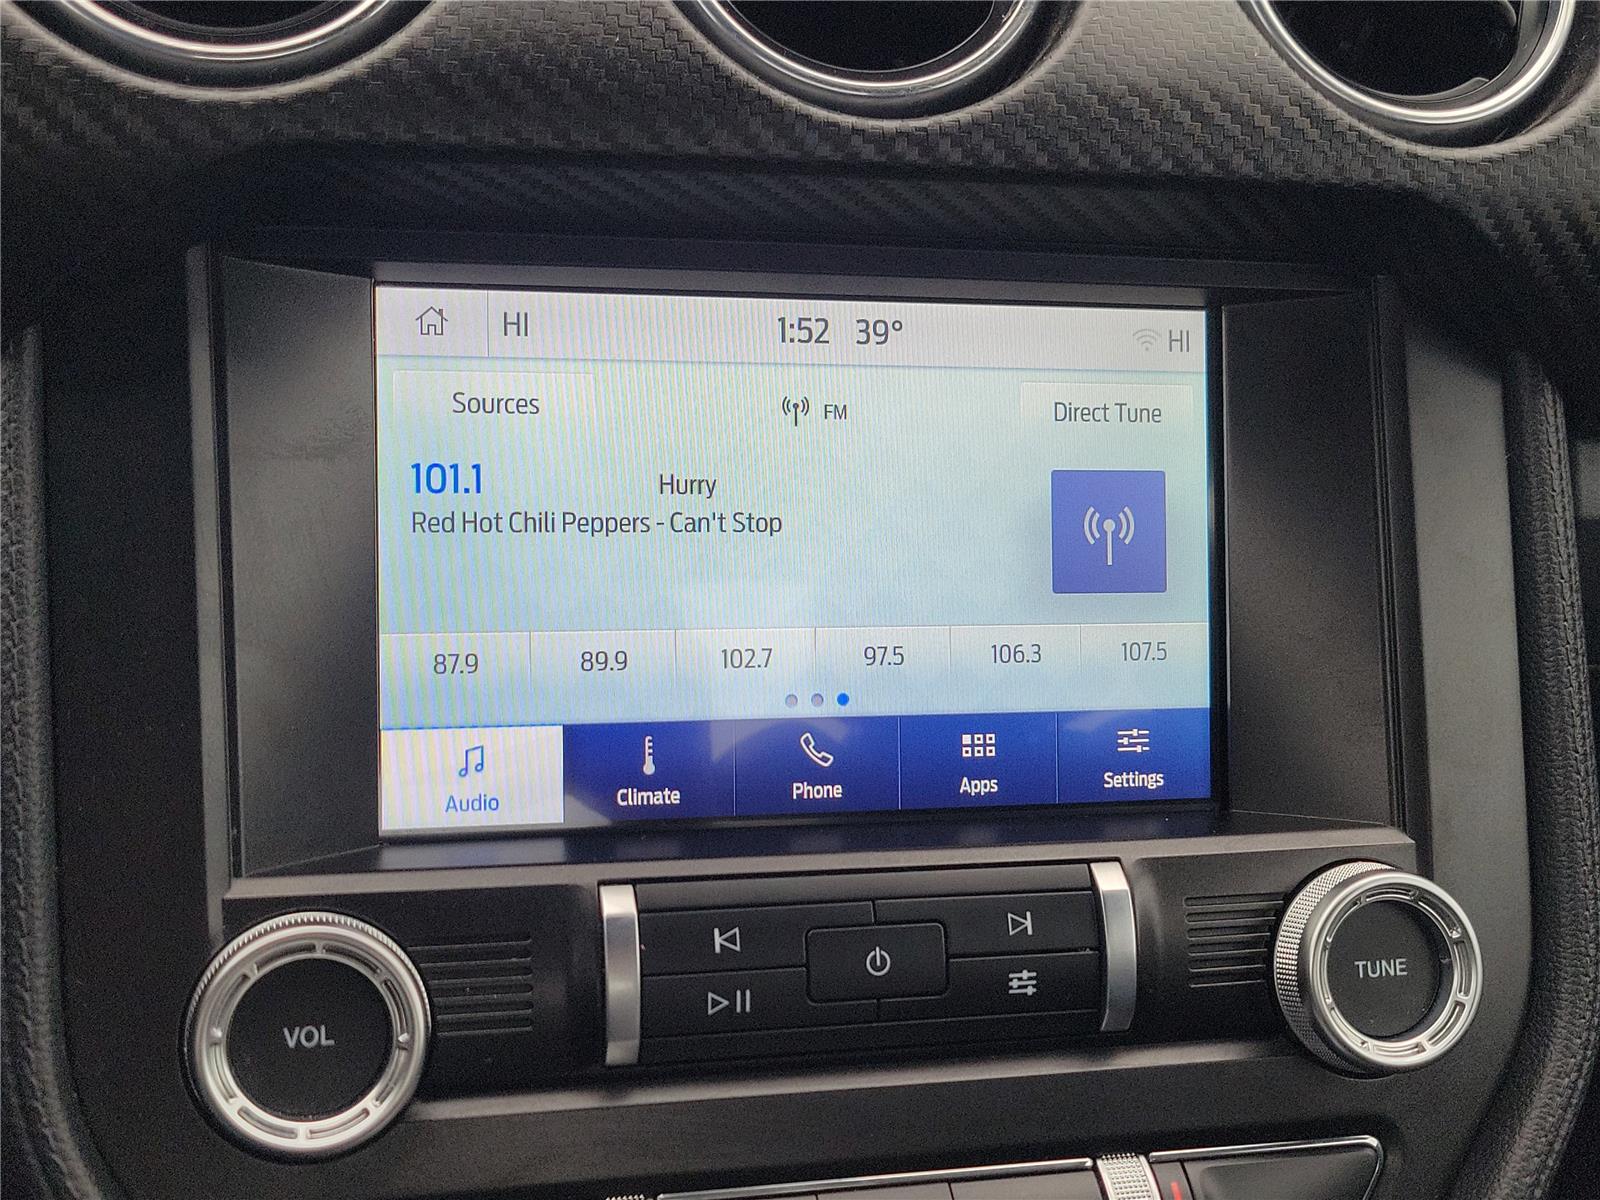 HI 1:52 39° HI
Sources FM Direct Tune
101.1 Hurry
Red Hot Chili Peppers - Can't Stop
87.9 89.9 102.7 97.5 106.3 107.5
Audio Climate Phone Apps Settings
VOL TUNE